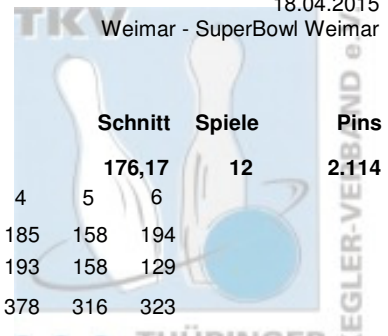 18.04.2015
TKV
Weimar - SuperBowl Weimar
Schnitt Spiele Pins
176,17 12 2.114
4 5 6
185 158 194
193 158 129
378 316 323
THÜRINGER
EGLER-VERBAND e.V